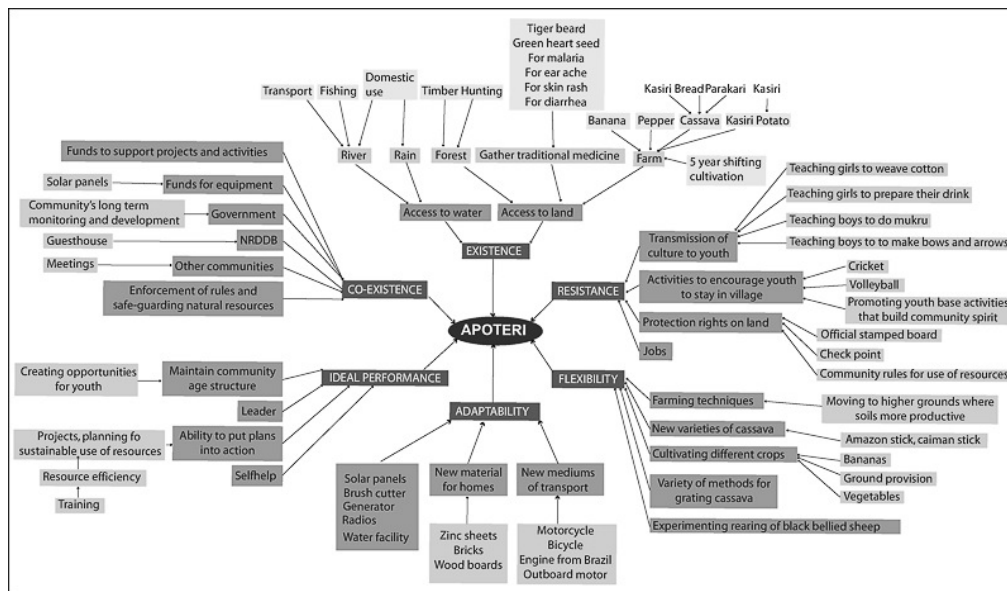 Tiger beard
Green heart seed
For malaria
For ear ache
For skin rash
For diarrhea
Transport
Fishing
Domestic
use
Timber
Hunting
Kasiri
Bread
Parakari
Kasiri
Banana
Pepper
Cassava
Kasiri Potato
River
Rain
Forest
Gather traditional medicine
Farm
5 year shifting
cultivation
Access to water
Access to land
EXISTENCE
Funds to support projects and activities
Solar panels
Funds for equipment
Community's long term
monitoring and development
Government
Guesthouse
NRDDB
Meetings
Other communities
Enforcement of rules and
safe-guarding natural resources
CO-EXISTENCE
Teaching girls to weave cotton
Teaching girls to prepare their drink
Teaching boys to do mukru
Teaching boys to to make bows and arrows
Transmission of
culture to youth
RESISTANCE
Activities to encourage youth
to stay in village
Cricket
Volleyball
Promoting youth base activities
that build community spirit
Protection rights on land
Official stamped board
Check point
Community rules for use of resources
Jobs
APOTERI
Creating opportunities
for youth
Maintain community
age structure
IDEAL PERFORMANCE
Leader
Projects, planning fo
sustainable use of resources
Ability to put plans
into action
Resource efficiency
Training
Selfhelp
ADAPTABILITY
Solar panels
Brush cutter
Generator
Radios
Water facility
New material
for homes
Zinc sheets
Bricks
Wood boards
New mediums
of transport
Motorcycle
Bicycle
Engine from Brazil
Outboard motor
FLEXIBILITY
Farming techniques
Moving to higher grounds where
soils more productive
New varieties of cassava
Amazon stick, caiman stick
Cultivating different crops
Bananas
Ground provision
Vegetables
Variety of methods for
grating cassava
Experimenting rearing of black bellied sheep